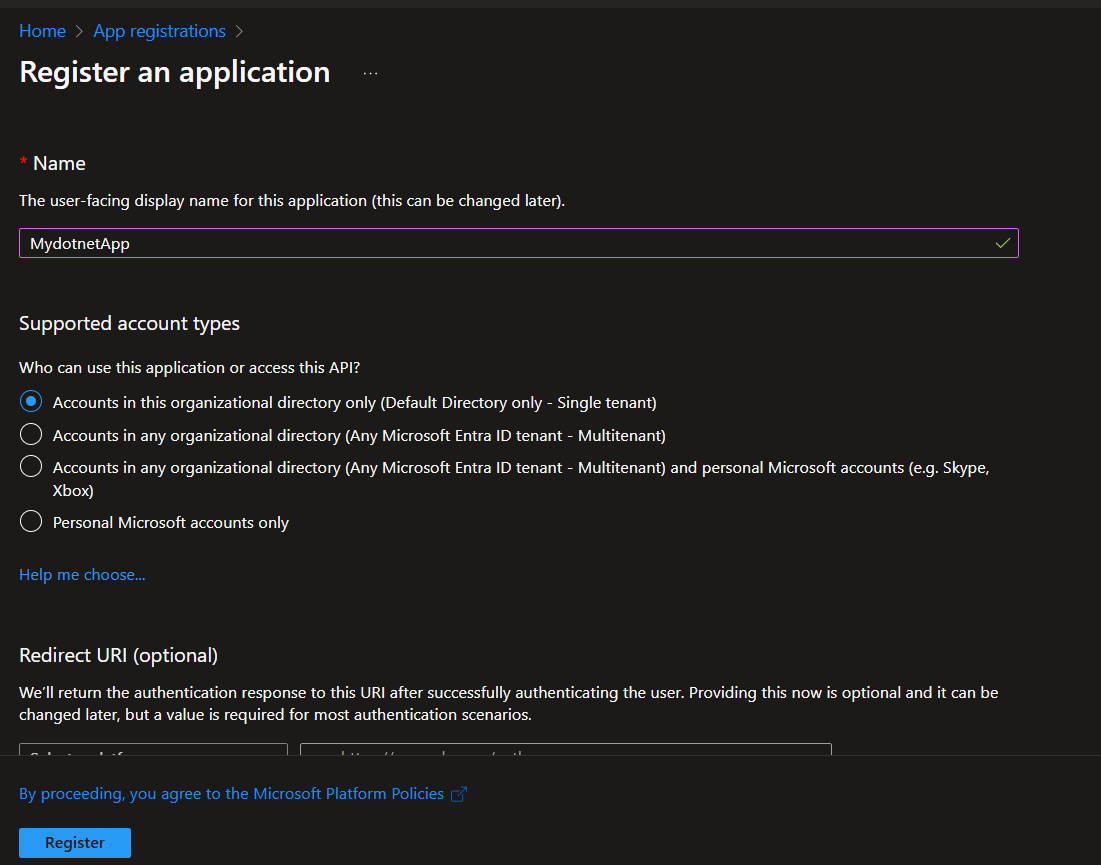 Home > App registrations >
Register an application ...
* Name
The user-facing display name for this application (this can be changed later).
MydotnetApp
Supported account types
Who can use this application or access this API?
Accounts in this organizational directory only (Default Directory only - Single tenant)
Accounts in any organizational directory (Any Microsoft Entra ID tenant - Multitenant)
Accounts in any organizational directory (Any Microsoft Entra ID tenant - Multitenant) and personal Microsoft accounts (e.g. Skype,
Xbox)
Personal Microsoft accounts only
Help me choose...
Redirect URI (optional)
We'll return the authentication response to this URI after successfully authenticating the user. Providing this now is optional and it can be
changed later, but a value is required for most authentication scenarios.
By proceeding, you agree to the Microsoft Platform Policies
Register